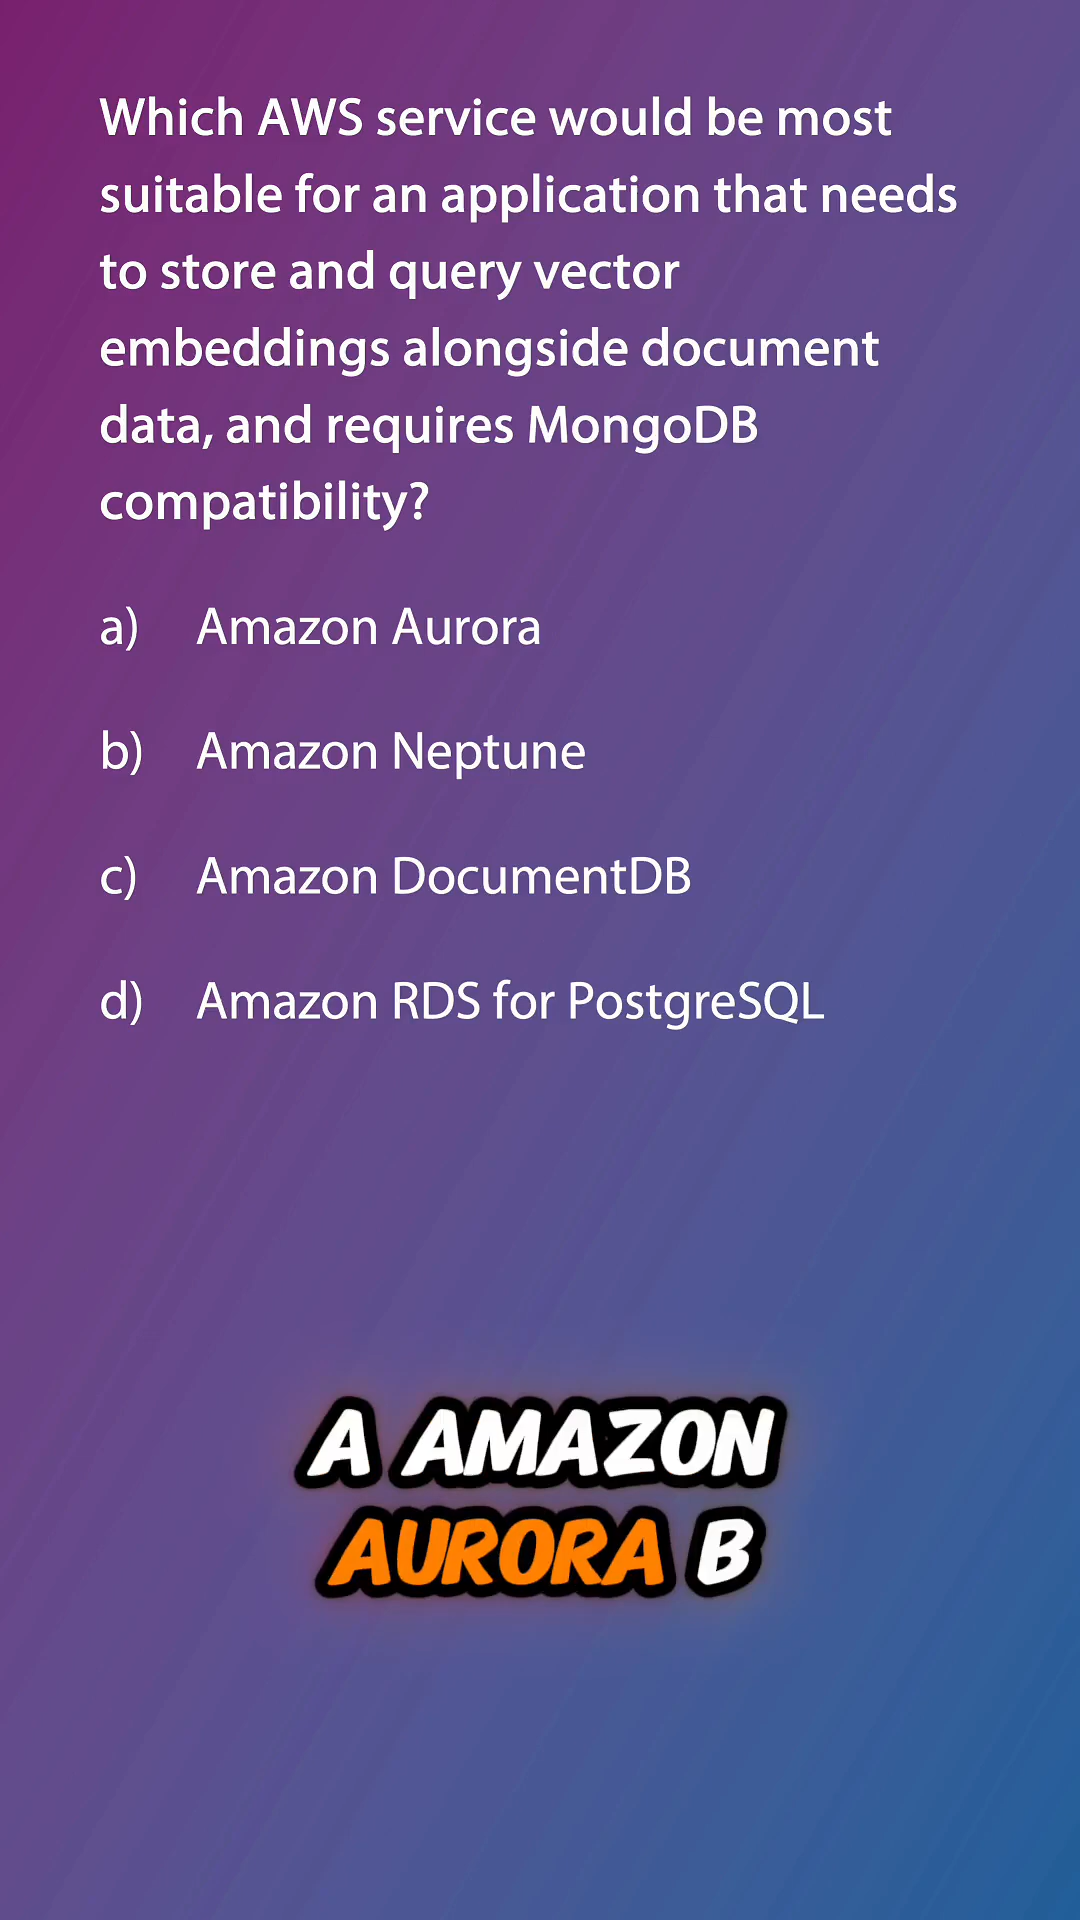 Which AWS service would be most
suitable for an application that needs
to store and query vector
embeddings alongside document
data, and requires MongoDB
compatibility?
a) Amazon Aurora
b) Amazon Neptune
c) Amazon DocumentDB
d) Amazon RDS for PostgreSQL
A AMAZON
AURORA B